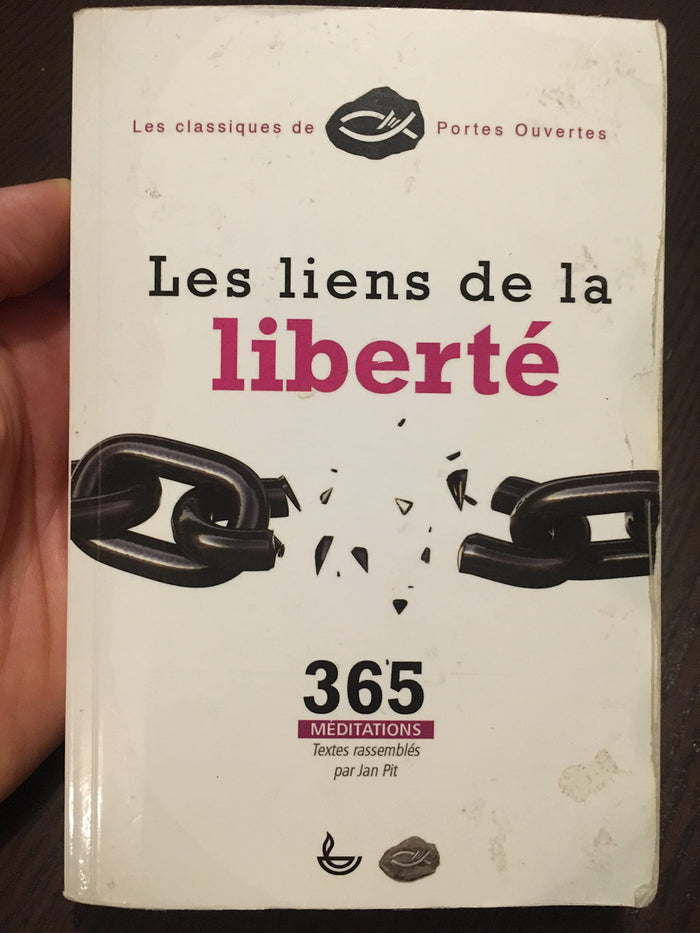 Les classiques de Portes Ouvertes
Les liens de la
liberté
365
MÉDITATIONS
Textes rassemblés
par Jan Pit